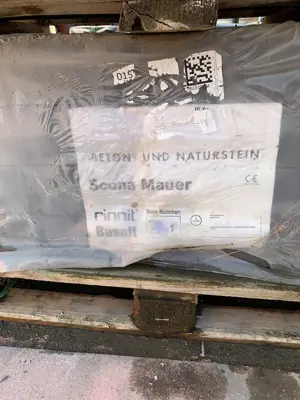 015
BETON- UND NATURSTEIN
Scona Mauer
CE
rinnit
Basalt
1